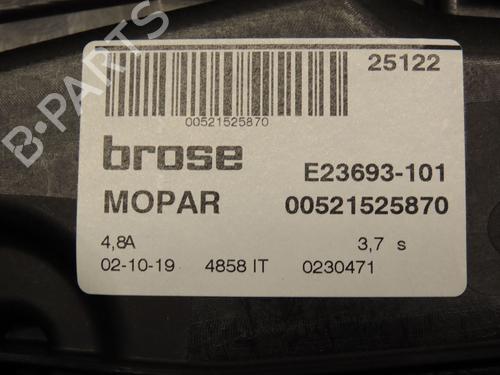 25122
00521525870
brose
E23693-101
MOPAR
00521525870
4,8A
3,7 s
02-10-19
4858 IT
0230471
B-PARTS